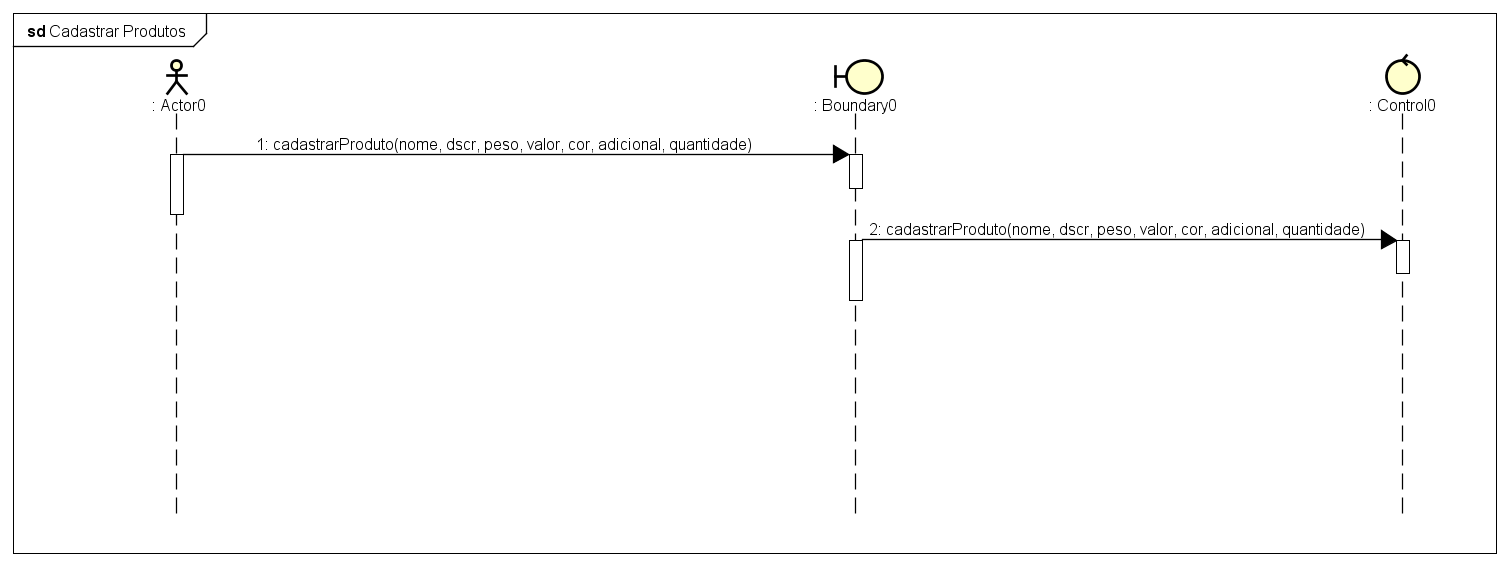 sd Cadastrar Produtos
: Actor0
: Boundary0
: Control0
1: cadastrarProduto(nome, dscr, peso, valor, cor, adicional, quantidade)
2: cadastrarProduto(nome, dscr, peso, valor, cor, adicional, quantidade)